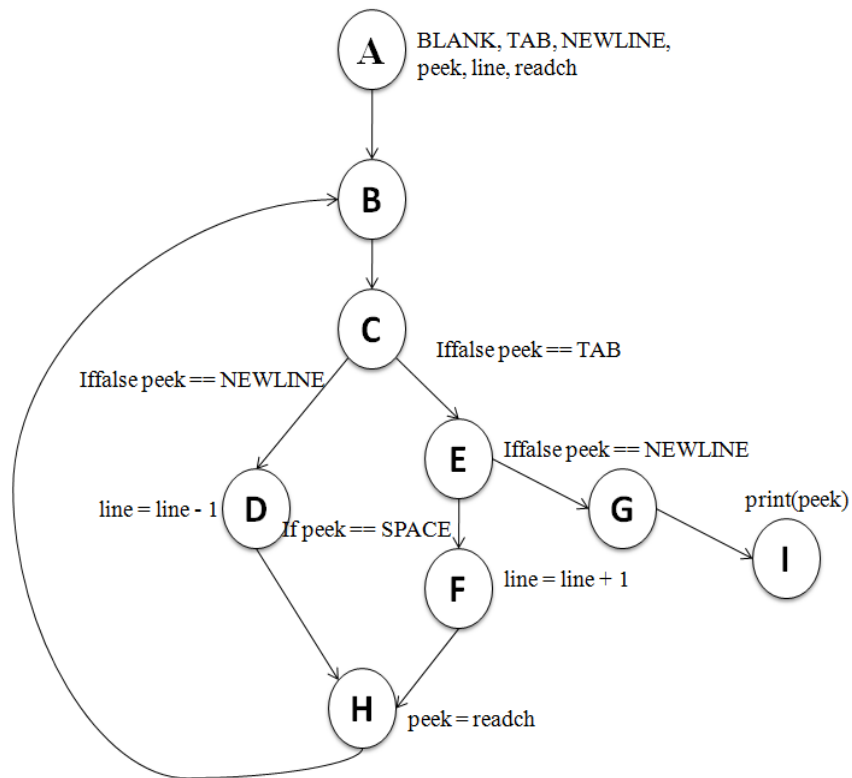 A
BLANK, TAB, NEWLINE,
peek, line, readch
B
C
Iffalse peek == TAB
Iffalse peek == NEWLINE
E
Iffalse peek == NEWLINE
line = line - 1
D
If peek == SPACE
G
print(peek)
I
F
line = line + 1
H
peek = readch